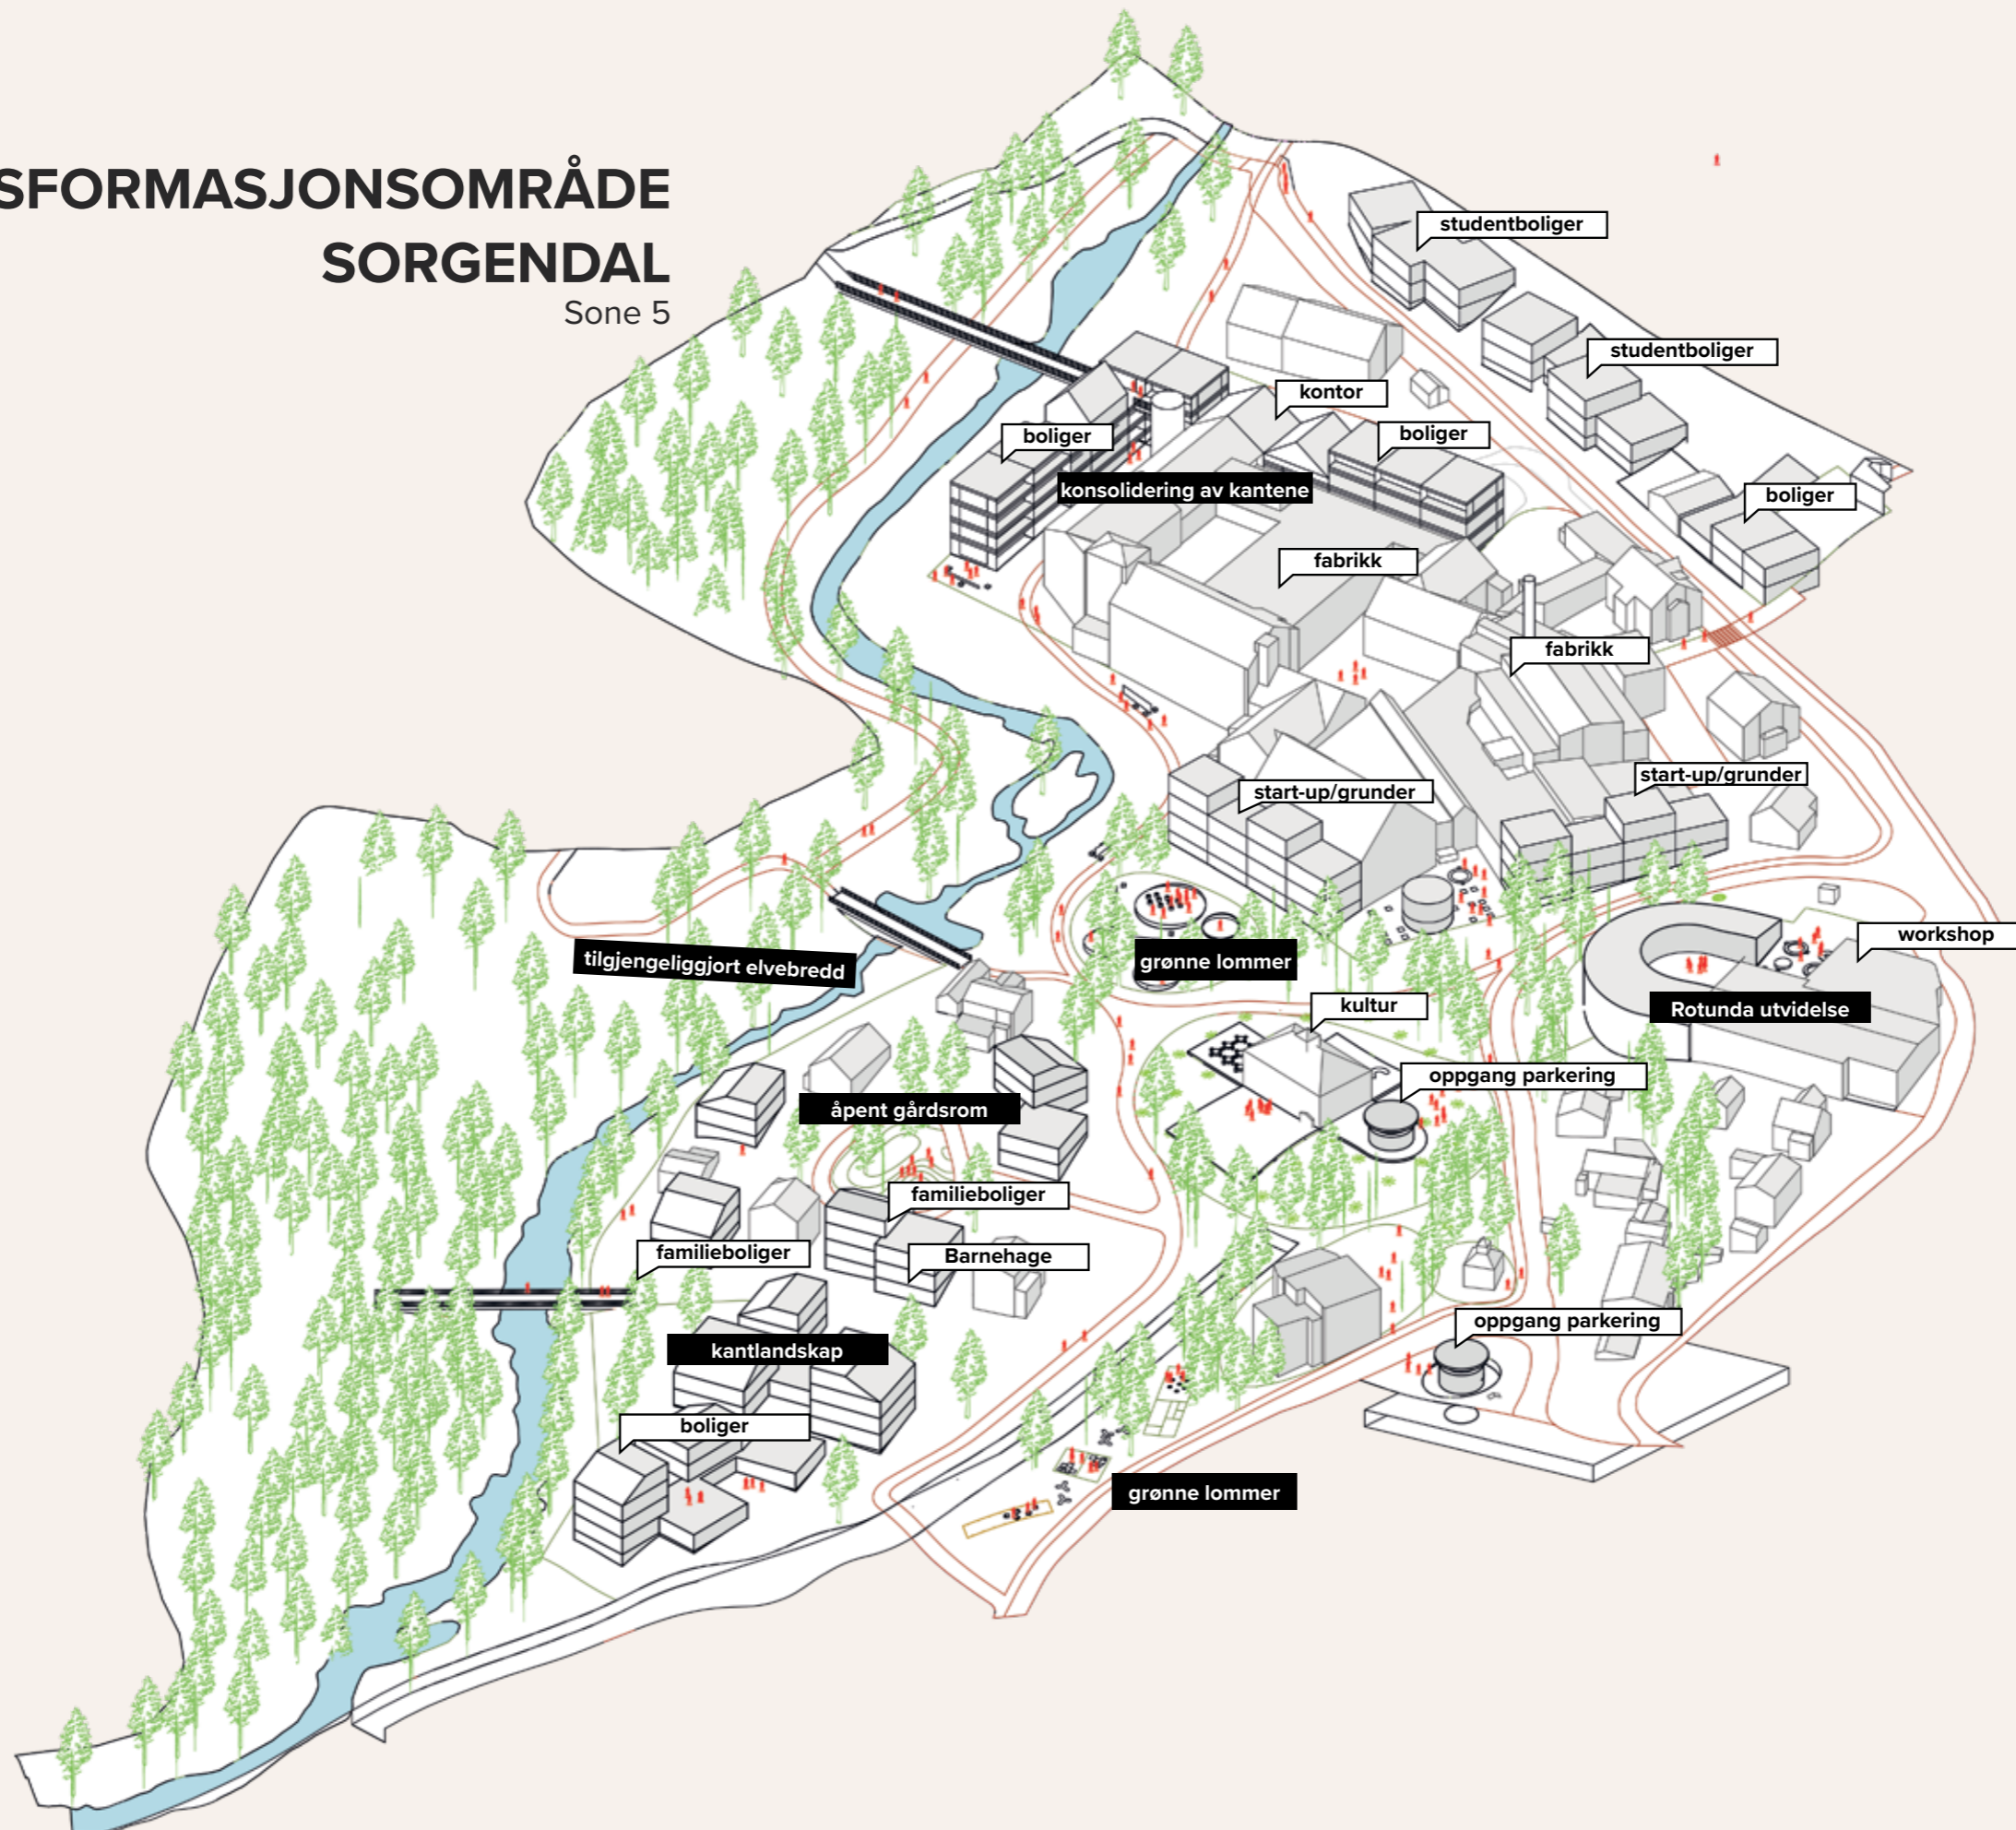 SFORMASJONSOMRÅDE
SORGENDAL
Sone 5
studentboliger
studentboliger
kontor
boliger
boliger
konsolidering av kantene
boliger
fabrikk
fabrikk
start-up/grunder
start-up/grunder
workshop
grønne lommer
tilgjengeliggjort elvebredd
kultur
Rotunda utvidelse
oppgang parkering
åpent gårdsrom
familieboliger
familieboliger
Barnehage
oppgang parkering
kantlandskap
boliger
grønne lommer